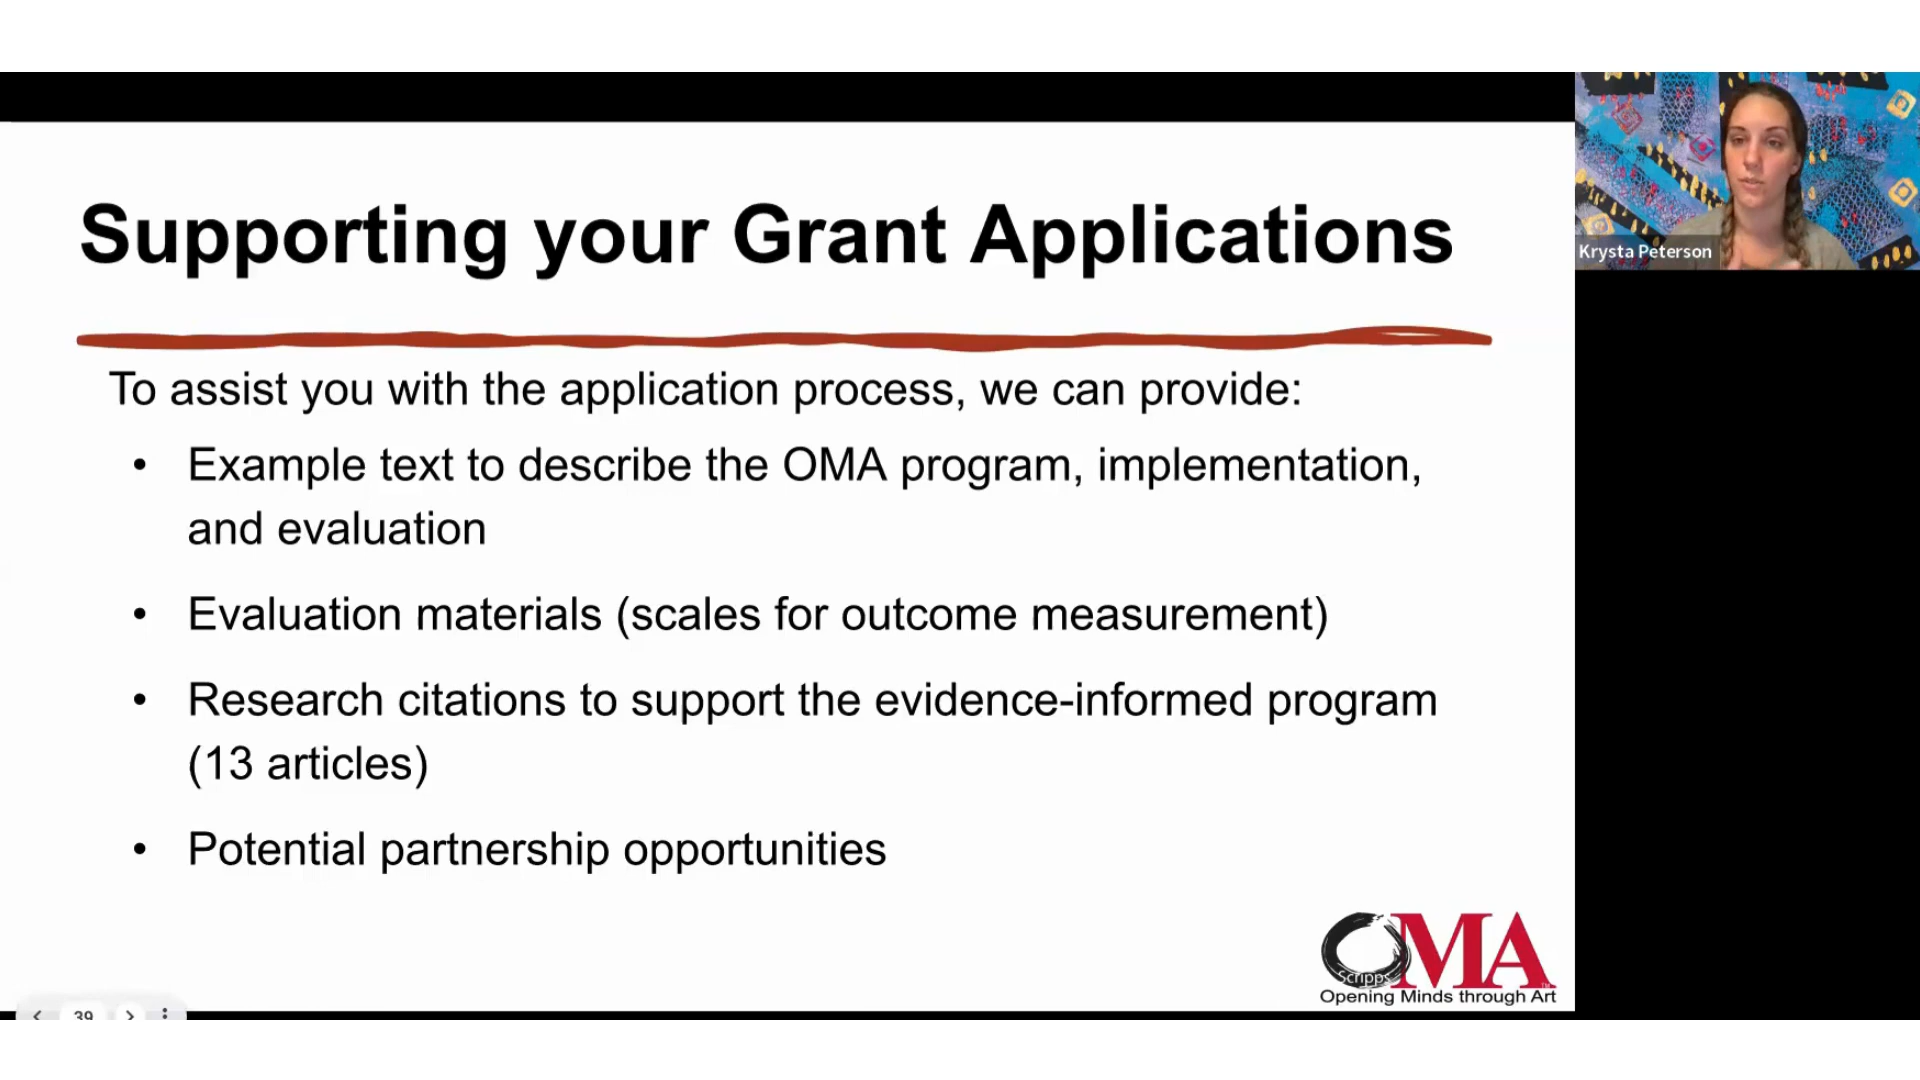 Supporting your Grant Applications
Krysta Peterson
To assist you with the application process, we can provide:
• Example text to describe the OMA program, implementation,
and evaluation
• Evaluation materials (scales for outcome measurement)
• Research citations to support the evidence-informed program
(13 articles)
• Potential partnership opportunities
OMA
Scripps
TM
Opening Minds through Art
39